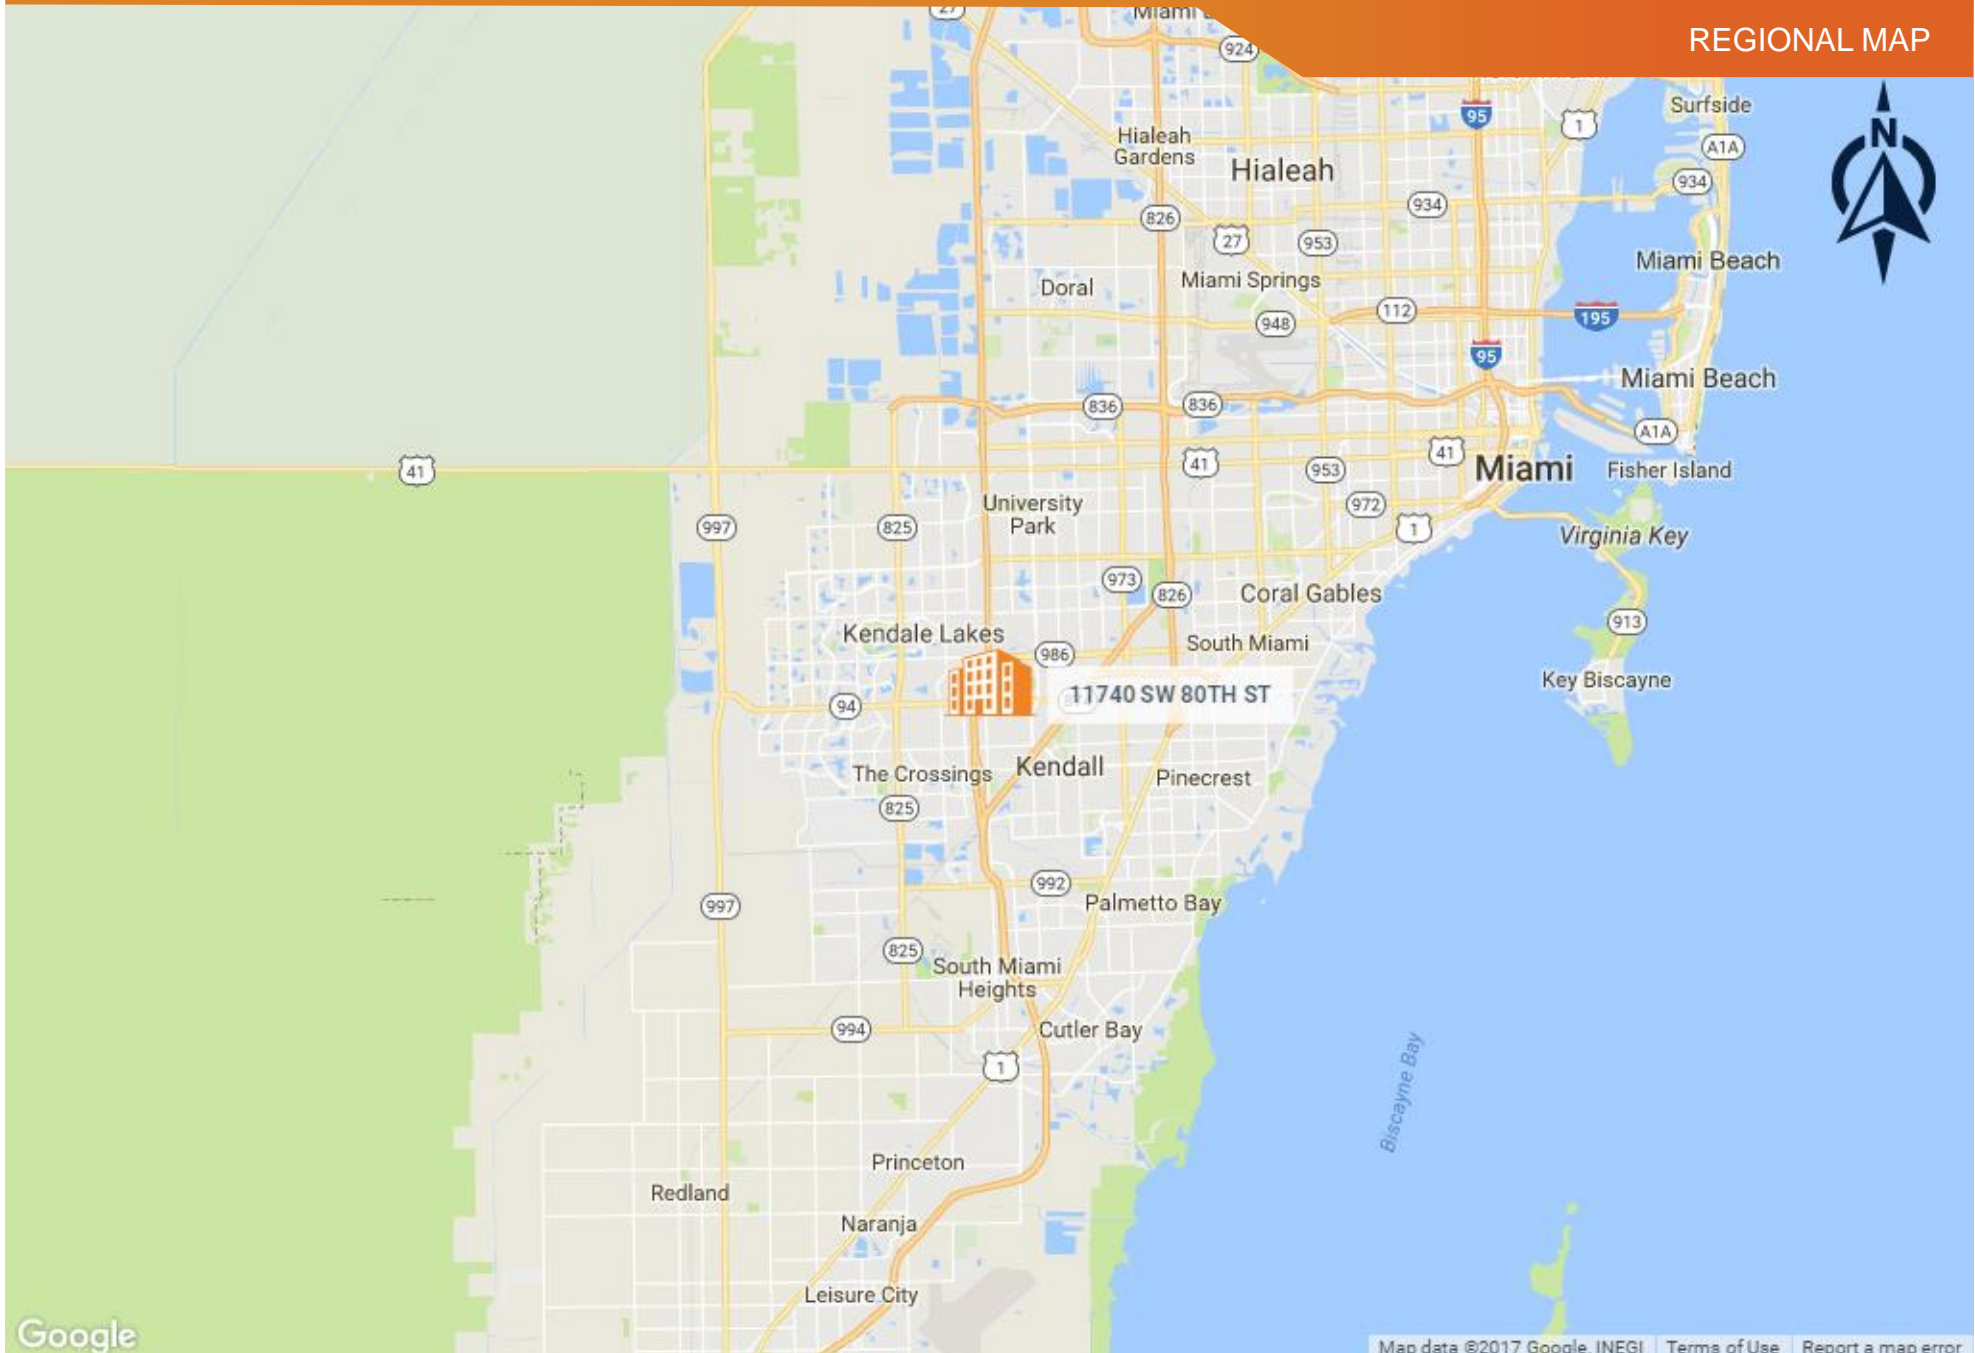 REGIONAL MAP
27
924
95
1
Surfside
N
A1A
Hialeah
Gardens
Hialeah
934
934
826
27
953
Miami Beach
Doral
Miami Springs
112
948
195
95
Miami Beach
836
836
A1A
41
41
41
953
Miami
Fisher Island
University
Park
972
997
825
1
Virginia Key
973
826
Coral Gables
913
Kendale Lakes
986
South Miami
Key Biscayne
11740 SW 80TH ST
94
Kendall
The Crossings
Pinecrest
825
992
997
Palmetto Bay
825
South Miami
Heights
994
Cutler Bay
1
Biscayne Bay
Princeton
Redland
Naranja
Leisure City
Google
Map data ©2017 Google, INEGI
Terms of Use
Report a map error